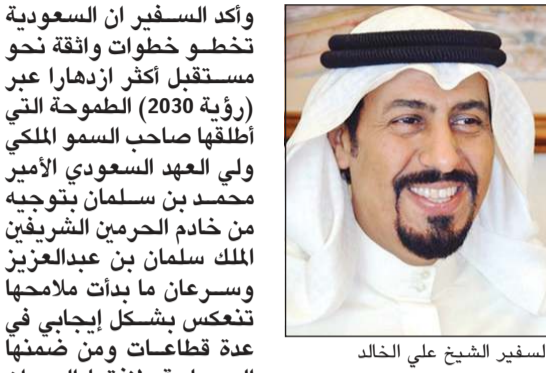 وأكد السفير ان السعودية
تخطو خطوات واثقة نحو
مستقبل أكثر ازدهارا عبر
(رؤية 2030) الطموحة التي
أطلقها صاحب السمو الملكي
ولي العهد السعودي الأمير
محمد بن سلمان بتوجيه
من خادم الحرمين الشريفين
الملك سلمان بن عبدالعزيز
وسرعان ما بدأت ملامحها
تنعكس بشكل إيجابي في
عدة قطاعات ومن ضمنها
لسفير الشيخ علي الخالد